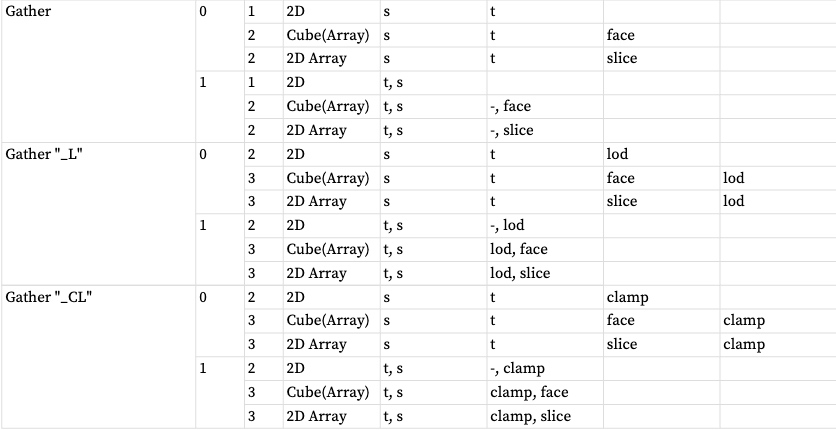 Gather 0 1 2D s t
2 Cube(Array) s t face
2 2D Array s t slice
1 1 2D t, s
2 Cube(Array) t, s -, face
2 2D Array t, s -, slice
Gather "_L" 0 2 2D s t lod
3 Cube(Array) s t face lod
3 2D Array s t slice lod
1 2 2D t, s -, lod
3 Cube(Array) t, s lod, face
3 2D Array t, s lod, slice
Gather "_CL" 0 2 2D s t clamp
3 Cube(Array) s t face clamp
3 2D Array s t slice clamp
1 2 2D t, s -, clamp
3 Cube(Array) t, s clamp, face
3 2D Array t, s clamp, slice